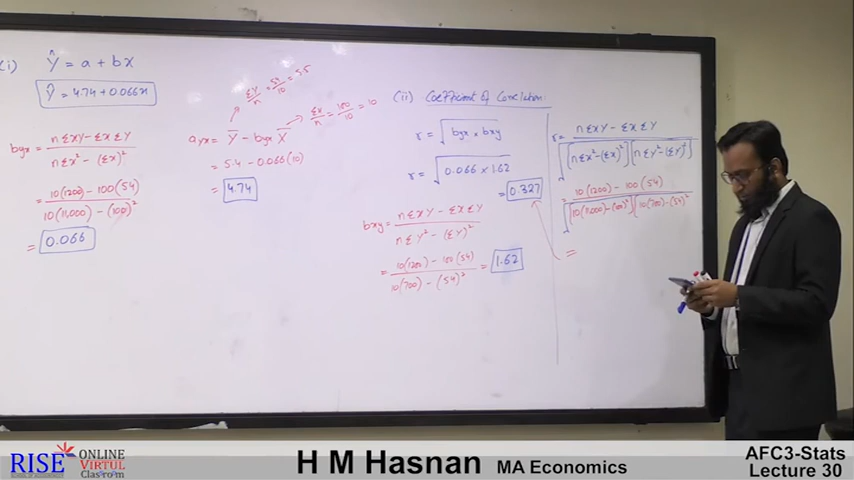 (i) Ŷ = a + bx
Ŷ = 4.74 + 0.066x
byx = nΣXY - ΣXΣY / nΣX² - (ΣX)²
= 10(1200) - 100(54) / 10(11,000) - (100)²
= 0.066
ΣY/n = 54/10 = 5.5
ΣX/n = 100/10 = 10
ayx = Y̅ - byx X̅
= 5.4 - 0.066(10)
= 4.74
(ii) Coefficient of Correlation
r = √byx × bxy
r = √0.066 × 1.62
= 0.327
bxy = nΣXY - ΣXΣY / nΣY² - (ΣY)²
= 10(1200) - 100(54) / 10(700) - (54)² = 1.62
r = nΣXY - ΣXΣY / √[nΣX² - (ΣX)²][nΣY² - (ΣY)²]
= 10(1200) - 100(54) / √[10(11,000) - (100)²][10(700) - (54)²]
=
RISE ONLINE VIRTUL Classroom
H M Hasnan MA Economics
AFC3-Stats
Lecture 30